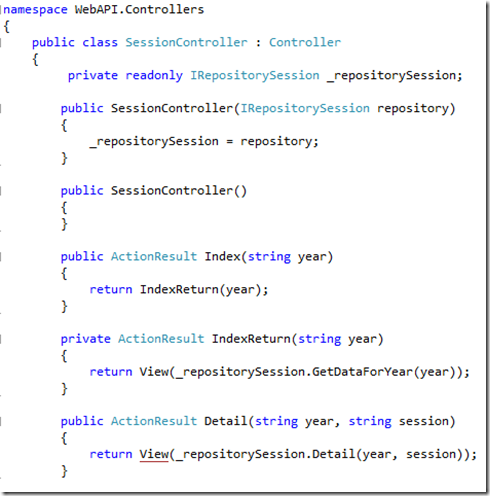 namespace WebAPI.Controllers
{
public class SessionController : Controller
{
private readonly IRepositorySession _repositorySession;
public SessionController(IRepositorySession repository)
{
_repositorySession = repository;
}
public SessionController()
{
}
public ActionResult Index(string year)
{
return IndexReturn(year);
}
private ActionResult IndexReturn(string year)
{
return View(_repositorySession.GetDataForYear(year));
}
public ActionResult Detail(string year, string session)
{
return View(_repositorySession.Detail(year, session));
}